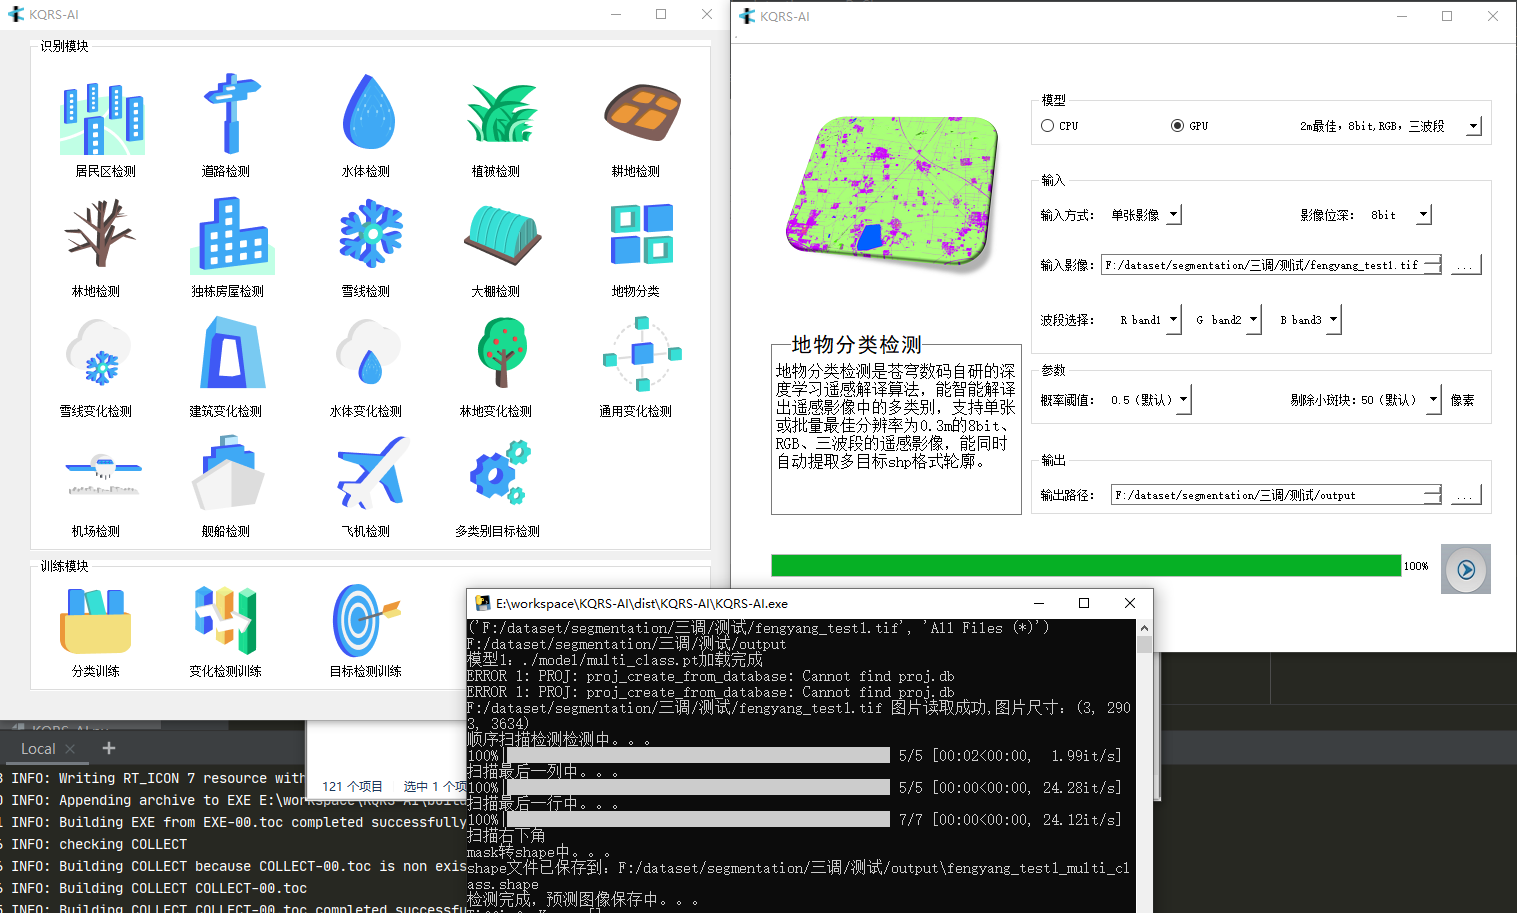 KQRS-AI
识别模块
居民区检测
道路检测
水体检测
植被检测
耕地检测
林地检测
独栋房屋检测
雪线检测
大棚检测
地物分类
雪线变化检测
建筑变化检测
水体变化检测
林地变化检测
通用变化检测
机场检测
舰船检测
飞机检测
多类别目标检测
训练模块
分类训练
变化检测训练
目标检测训练
KQRS-AI
模型
CPU
GPU
2m最佳，8bit,RGB，三波段
输入
输入方式：
单张影像
影像位深：
8bit
输入影像：
F:/dataset/segmentation/三调/测试/fengyang_test1.tif
...
波段选择：
R band1
G band2
B band3
地物分类检测
地物分类检测是苍穹数码自研的深
度学习遥感解译算法，能智能解译
出遥感影像中的多类别，支持单张
或批量最佳分辨率为0.3m的8bit、
RGB、三波段的遥感影像，能同时
自动提取多目标shp格式轮廓。
参数
概率阈值：
0.5（默认）
剔除小斑块：
50（默认）
像素
输出
输出路径：
F:/dataset/segmentation/三调/测试/output
...
100%
E:\workspace\KQRS-AI\dist\KQRS-AI\KQRS-AI.exe
('F:/dataset/segmentation/三调/测试/fengyang_test1.tif', 'All Files (*)')
F:/dataset/segmentation/三调/测试/output
模型1：./model/multi_class.pt加载完成
ERROR 1: PROJ: proj_create_from_database: Cannot find proj.db
ERROR 1: PROJ: proj_create_from_database: Cannot find proj.db
F:/dataset/segmentation/三调/测试/fengyang_test1.tif 图片读取成功,图片尺寸：(3, 290
3, 3634)
顺序扫描检测检测中。。。
100% 5/5 [00:02<00:00, 1.99it/s]
扫描最后一列中。。。
100% 5/5 [00:00<00:00, 24.28it/s]
扫描最后一行中。。。
100% 7/7 [00:00<00:00, 24.12it/s]
扫描右下角
mask转shape中。。。
shape文件已保存到：F:/dataset/segmentation/三调/测试/output\fengyang_test1_multi_cl
ass.shape
检测完成，预测图像保存中。。。
Local
121 个项目
选中 1 个项
INFO: Writing RT_ICON 7 resource with
INFO: Appending archive to EXE E:\workspace\KQRS-AI\build
INFO: Building EXE from EXE-00.toc completed successfully
INFO: checking COLLECT
INFO: Building COLLECT because COLLECT-00.toc is non exis
INFO: Building COLLECT COLLECT-00.toc
INFO: Building COLLECT COLLECT-00.toc completed successfu